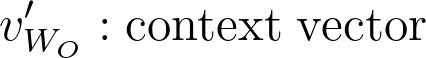 v′_{W_O} : context vector